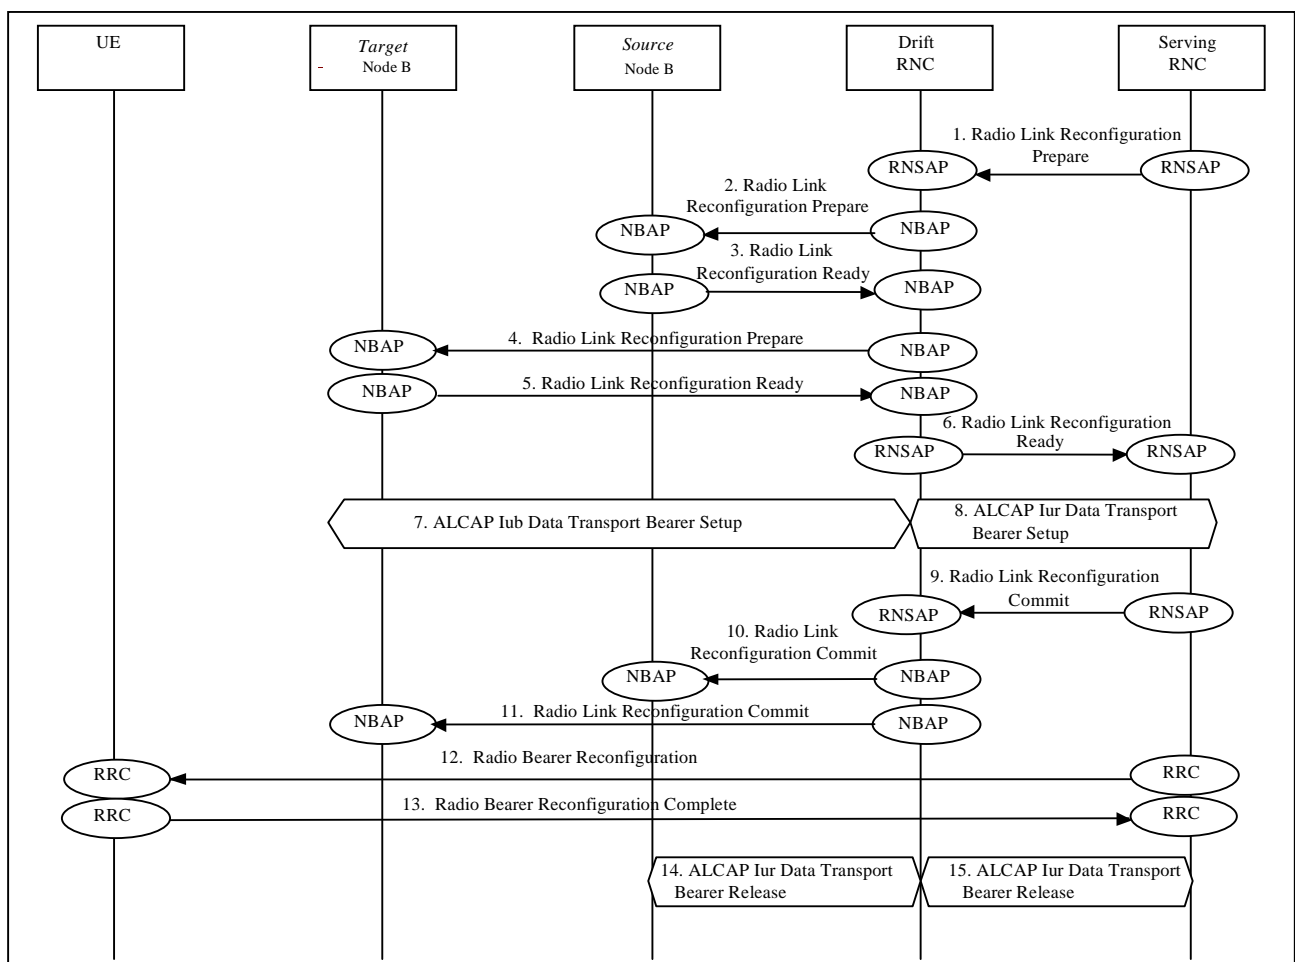 UE
Target
- Node B
Source
Node B
Drift
RNC
Serving
RNC
1. Radio Link Reconfiguration
Prepare
RNSAP
RNSAP
2. Radio Link
Reconfiguration Prepare
NBAP
NBAP
3. Radio Link
Reconfiguration Ready
NBAP
NBAP
4. Radio Link Reconfiguration Prepare
NBAP
NBAP
5. Radio Link Reconfiguration Ready
NBAP
NBAP
6. Radio Link Reconfiguration
Ready
RNSAP
RNSAP
7. ALCAP Iub Data Transport Bearer Setup
8. ALCAP Iur Data Transport
Bearer Setup
9. Radio Link Reconfiguration
Commit
RNSAP
RNSAP
10. Radio Link
Reconfiguration Commit
NBAP
NBAP
11. Radio Link Reconfiguration Commit
NBAP
NBAP
12. Radio Bearer Reconfiguration
RRC
RRC
13. Radio Bearer Reconfiguration Complete
RRC
RRC
14. ALCAP Iur Data Transport
Bearer Release
15. ALCAP Iur Data Transport
Bearer Release